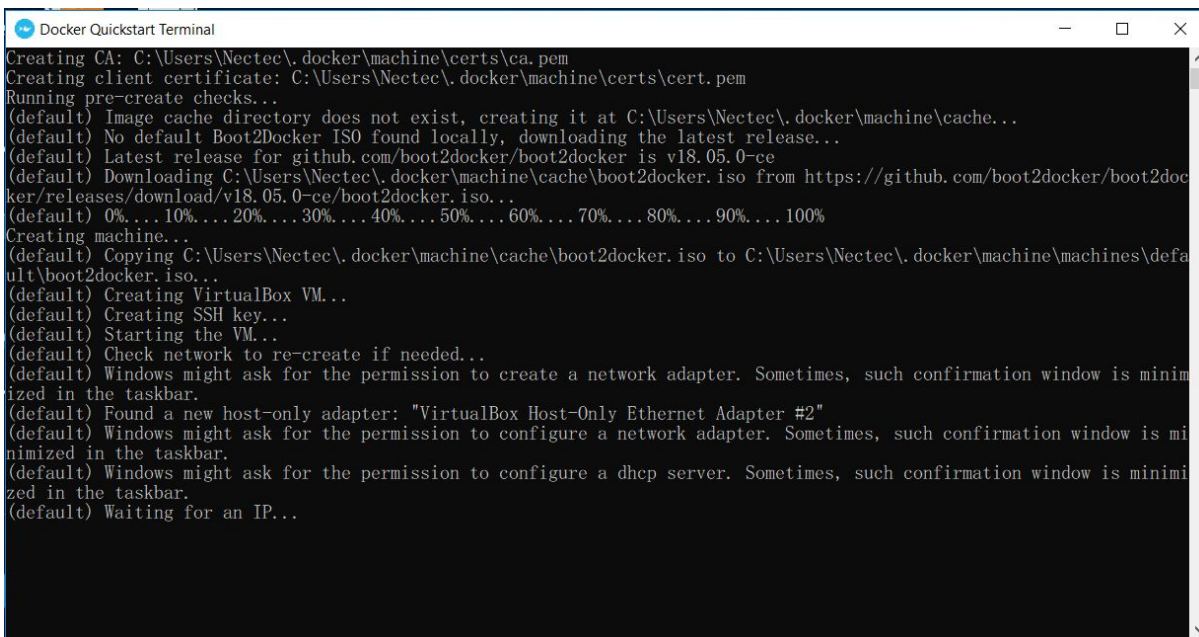 Docker Quickstart Terminal
Creating CA: C:\Users\Nectec\.docker\machine\certs\ca.pem
Creating client certificate: C:\Users\Nectec\.docker\machine\certs\cert.pem
Running pre-create checks...
(default) Image cache directory does not exist, creating it at C:\Users\Nectec\.docker\machine\cache...
(default) No default Boot2Docker ISO found locally, downloading the latest release...
(default) Latest release for github.com/boot2docker/boot2docker is v18.05.0-ce
(default) Downloading C:\Users\Nectec\.docker\machine\cache\boot2docker.iso from https://github.com/boot2docker/boot2doc
ker/releases/download/v18.05.0-ce/boot2docker.iso...
(default) 0%....10%....20%....30%....40%....50%....60%....70%....80%....90%....100%
Creating machine...
(default) Copying C:\Users\Nectec\.docker\machine\cache\boot2docker.iso to C:\Users\Nectec\.docker\machine\machines\defa
ult\boot2docker.iso...
(default) Creating VirtualBox VM...
(default) Creating SSH key...
(default) Starting the VM...
(default) Check network to re-create if needed...
(default) Windows might ask for the permission to create a network adapter. Sometimes, such confirmation window is minim
ized in the taskbar.
(default) Found a new host-only adapter: "VirtualBox Host-Only Ethernet Adapter #2"
(default) Windows might ask for the permission to configure a network adapter. Sometimes, such confirmation window is mi
nimized in the taskbar.
(default) Windows might ask for the permission to configure a dhcp server. Sometimes, such confirmation window is minimi
zed in the taskbar.
(default) Waiting for an IP...